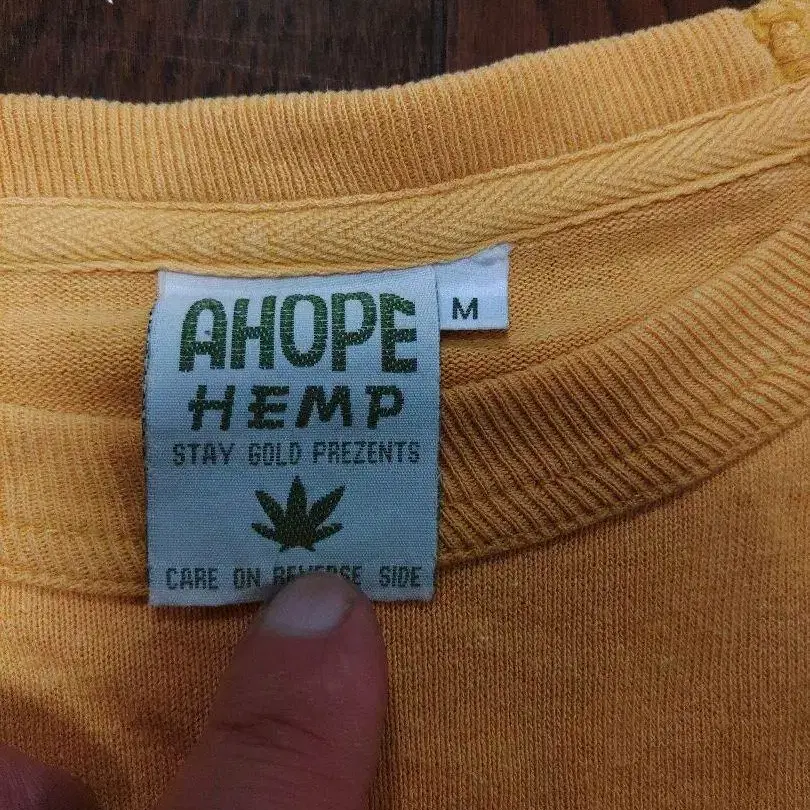 AHOPE
M
HEMP
STAY GOLD PREZENTS
CARE ON REVERSE SIDE